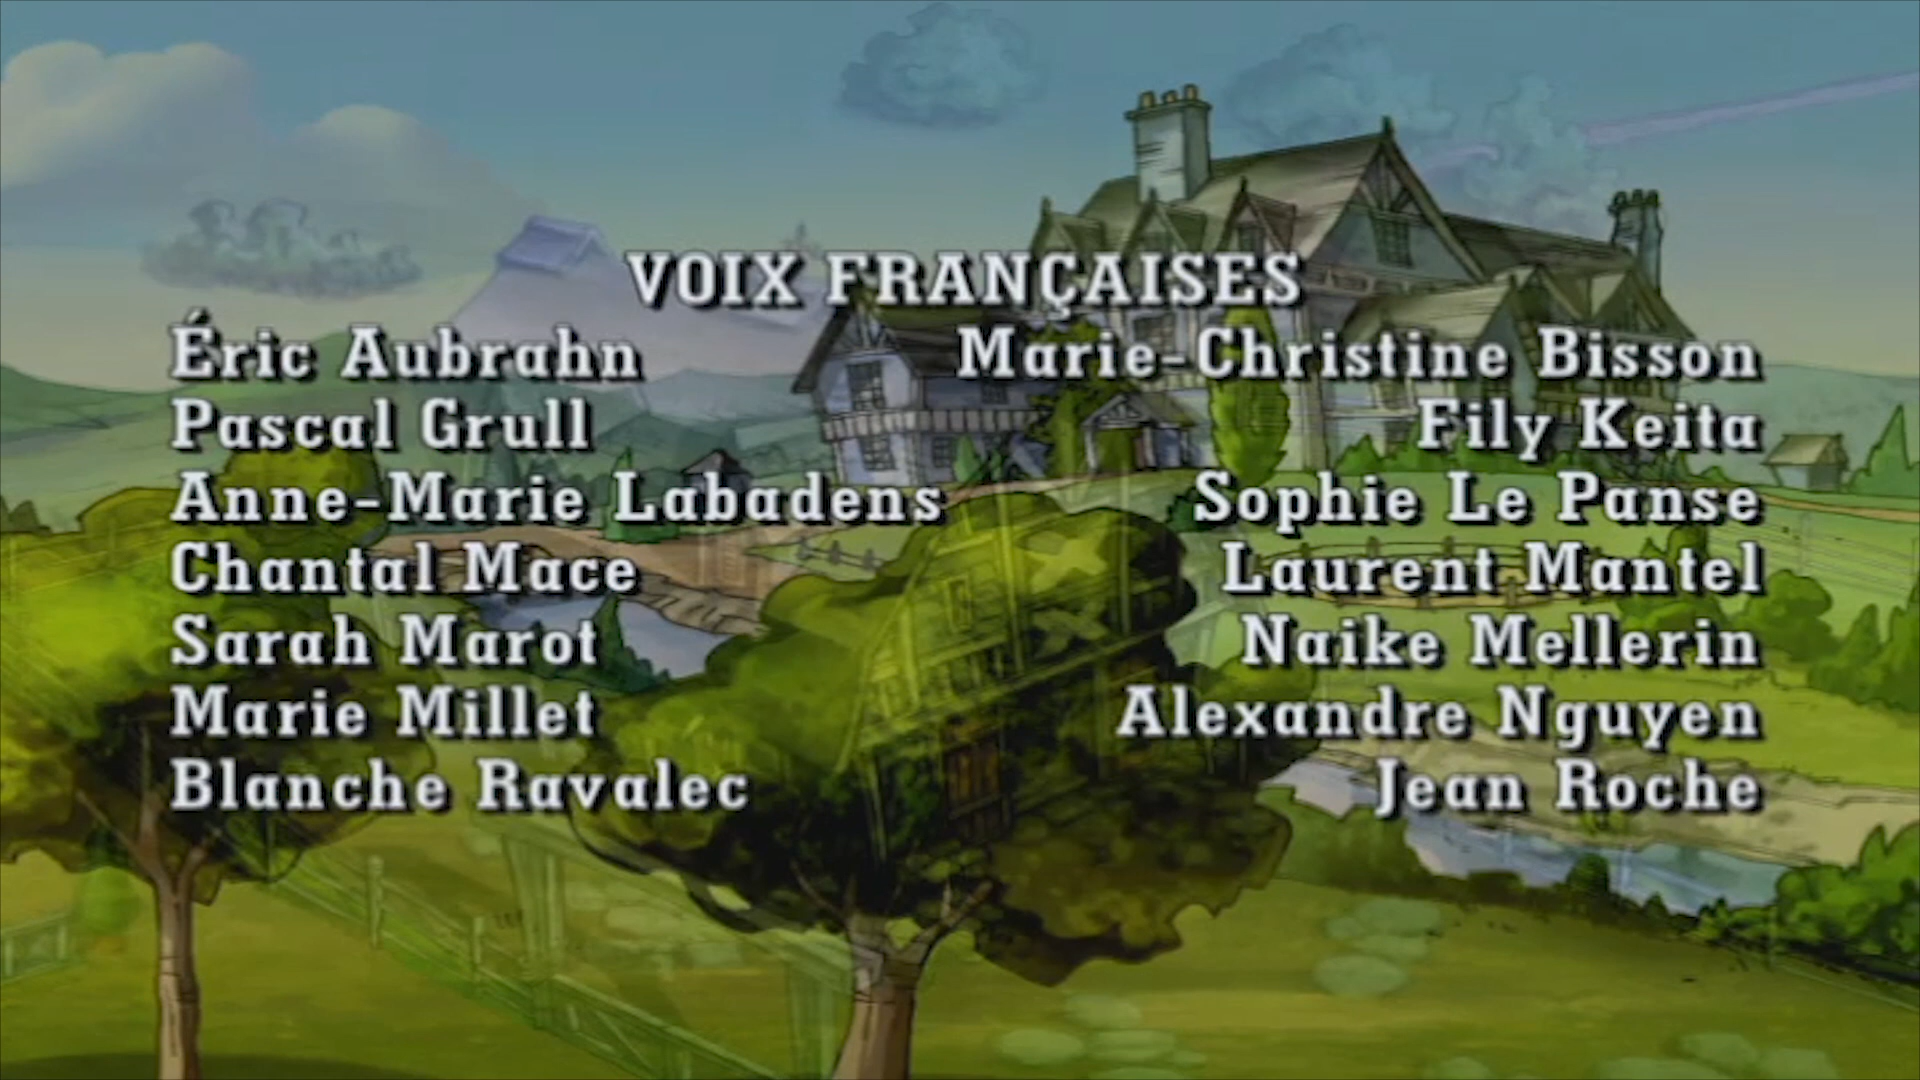 VOIX FRANÇAISES
Éric Aubrahn Marie-Christine Bisson
Pascal Grull Fily Keita
Anne-Marie Labadens Sophie Le Panse
Chantal Mace Laurent Mantel
Sarah Marot Naike Mellerin
Marie Millet Alexandre Nguyen
Blanche Ravalec Jean Roche